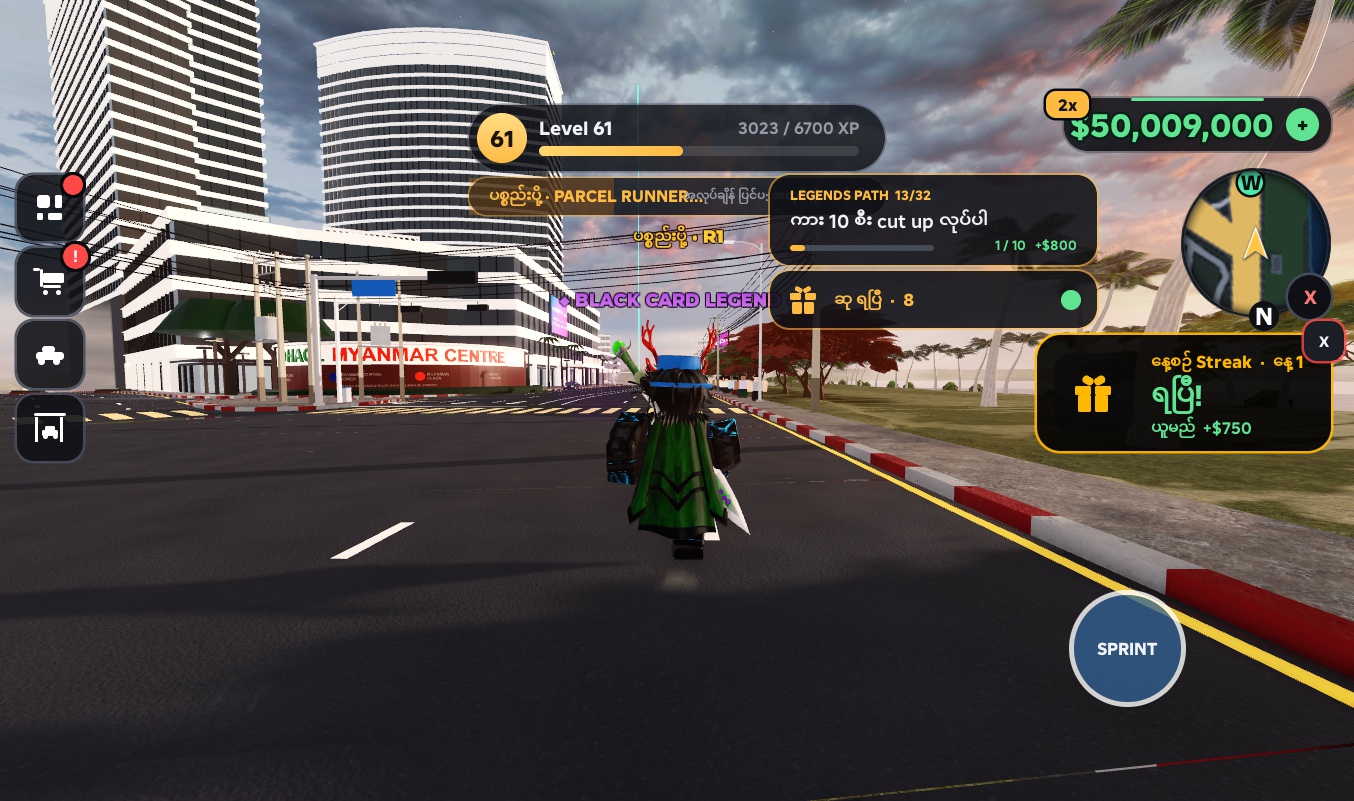 2x
$50,009,000
61
Level 61
3023 / 6700 XP
ပစ္စည်းပို့ · PARCEL RUNNER
LEGENDS PATH 13/32
ကား 10 စီး cut up လုပ်ပါ
1 / 10 +$800
ပစ္စည်းပို့ · R1
BLACK CARD LEGEND
ဆု ရပြီ · 8
W
N
X
X
နေ့စဉ် Streak · နေ့ 1
ရပြီ!
ယူမည် +$750
MYANMAR CENTRE
SPRINT